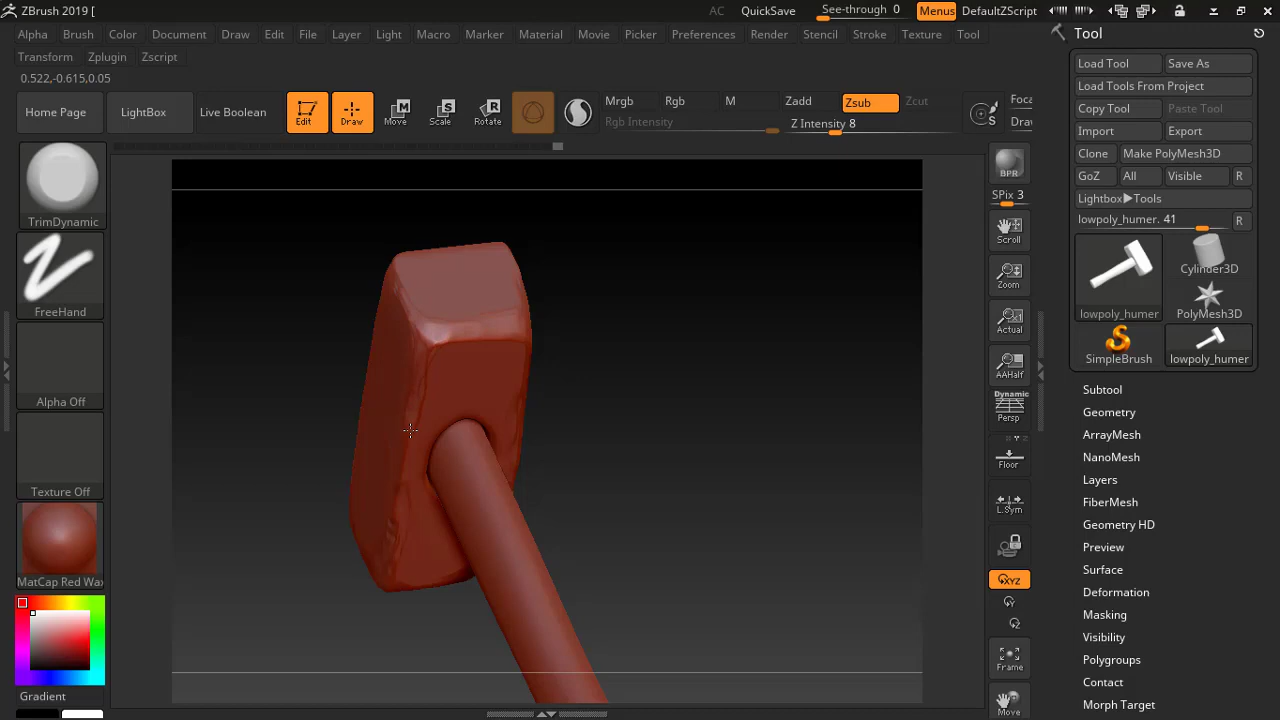 ZBrush 2019 [
AC QuickSave See-through 0 Menus DefaultZScript
Alpha Brush Color Document Draw Edit File Layer Light Macro Marker Material Movie Picker Preferences Render Stencil Stroke Texture Tool
Transform Zplugin Zscript
0.522,-0.615,0.05
Home Page LightBox Live Boolean Edit Draw Move Scale Rotate
M S R
Mrgb Rgb M Zadd Zsub Zcut Foca
Rgb Intensity Z Intensity 8 Draw
S
TrimDynamic
FreeHand
Alpha Off
Texture Off
MatCap Red Wax
Gradient
BPR
SPix 3
Scroll
Zoom
Actual
AAHalf
Dynamic
Persp
Floor
L.Sym
XYZ
Y
Z
Frame
Move
Tool
Load Tool Save As
Load Tools From Project
Copy Tool Paste Tool
Import Export
Clone Make PolyMesh3D
GoZ All Visible R
Lightbox▶Tools
lowpoly_humer. 41 R
lowpoly_humer Cylinder3D
PolyMesh3D
SimpleBrush lowpoly_humer
Subtool
Geometry
ArrayMesh
NanoMesh
Layers
FiberMesh
Geometry HD
Preview
Surface
Deformation
Masking
Visibility
Polygroups
Contact
Morph Target